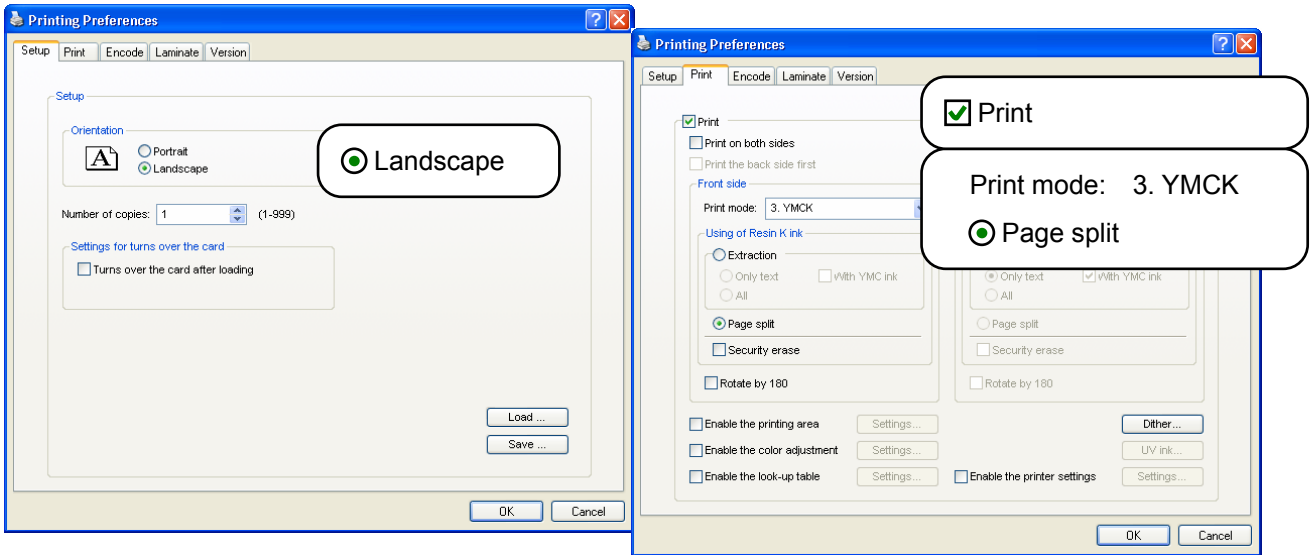 Printing Preferences
Setup Print Encode Laminate Version
Setup
Orientation
A
Portrait
Landscape
Landscape
Number of copies: 1 (1-999)
Settings for turns over the card
Turns over the card after loading
Load ...
Save ...
OK Cancel
Printing Preferences
Setup Print Encode Laminate Version
Print
Print
Print on both sides
Print the back side first
Front side
Print mode: 3. YMCK
Print mode: 3. YMCK
Page split
Using of Resin K ink
Extraction
Only text With YMC ink Only text With YMC ink
All All
Page split Page split
Security erase Security erase
Rotate by 180 Rotate by 180
Enable the printing area Settings... Dither...
Enable the color adjustment Settings... UV ink...
Enable the look-up table Settings... Enable the printer settings Settings...
OK Cancel